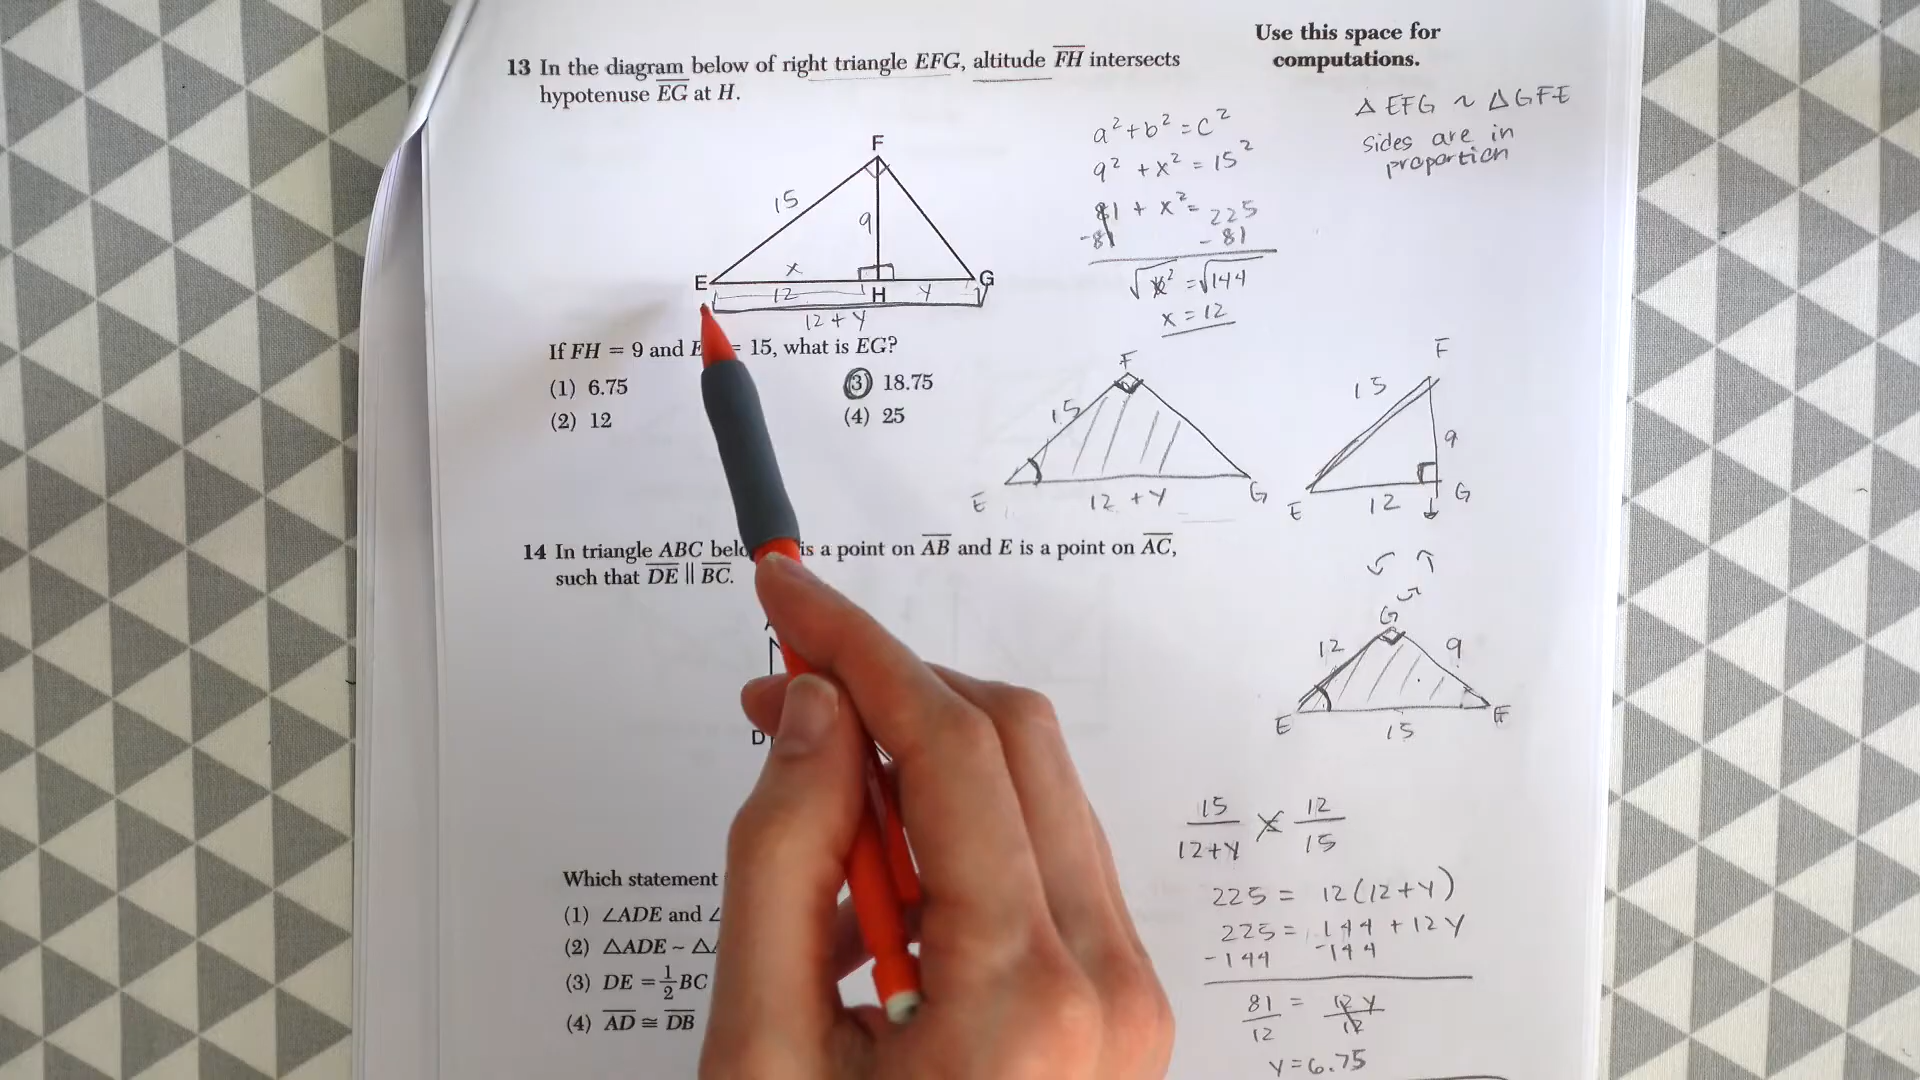 Use this space for
computations.
13 In the diagram below of right triangle EFG, altitude FH intersects
hypotenuse EG at H.
F
15
9
x
E
12
H
y
G
12 + y
If FH = 9 and E = 15, what is EG?
(1) 6.75
(3) 18.75
(2) 12
(4) 25
a² + b² = c²
9² + x² = 15²
81 + x² = 225
-81 - 81
√x² = √144
x = 12
△ EFG ~ △GFE
sides are in
proportion
F
15
E
12 + y
G
F
15
9
E
12
G
G
12
9
E
15
F
15/12+y × 12/15
225 = 12(12+y)
225 = 144 + 12y
-144 -144
81/12 = 12y/12
y = 6.75
14 In triangle ABC is a point on AB and E is a point on AC,
such that DE ∥ BC.
D
Which statement
(1) ∠ADE and ∠
(2) △ADE ~ △
(3) DE = 1/2 BC
(4) AD ≅ DB